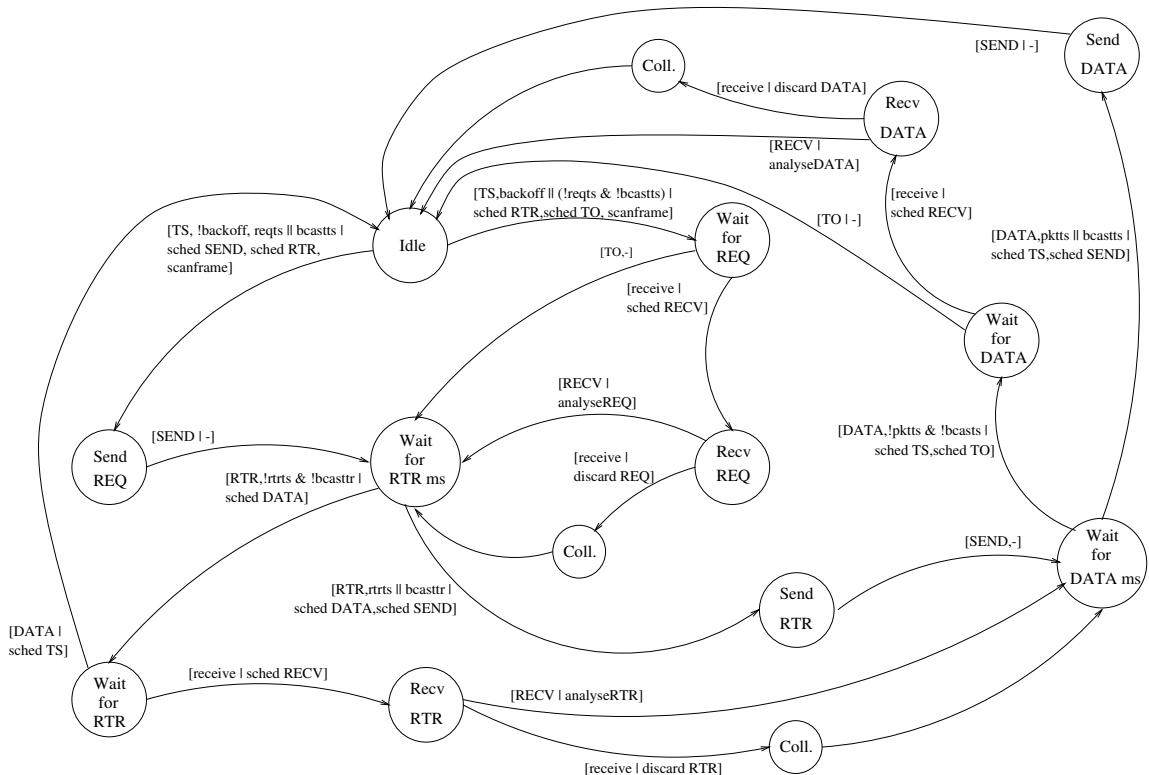 Send
DATA
[SEND | -]
Coll.
[receive | discard DATA]
Recv
DATA
[RECV |
analyseDATA]
[TS,backoff || (!reqts & !bcastts) |
sched RTR,sched TO, scanframe]
[receive |
sched RECV]
[TS, !backoff, reqts || bcastts |
sched SEND, sched RTR,
scanframe]
Idle
Wait
for
REQ
[TO | -]
[DATA,pktts || bcastts |
sched TS,sched SEND]
[TO,-]
[receive |
sched RECV]
Wait
for
DATA
[RECV |
analyseREQ]
[DATA,!pktts & !bcasts |
sched TS,sched TO]
[SEND | -]
Send
REQ
Wait
for
RTR ms
Recv
REQ
[receive |
discard REQ]
[RTR,!rtrts & !bcasttr |
sched DATA]
Coll.
[SEND,-]
Wait
for
DATA ms
[RTR,rtrts || bcasttr |
sched DATA,sched SEND]
Send
RTR
[DATA |
sched TS]
Wait
for
RTR
[receive | sched RECV]
Recv
RTR
[RECV | analyseRTR]
Coll.
[receive | discard RTR]